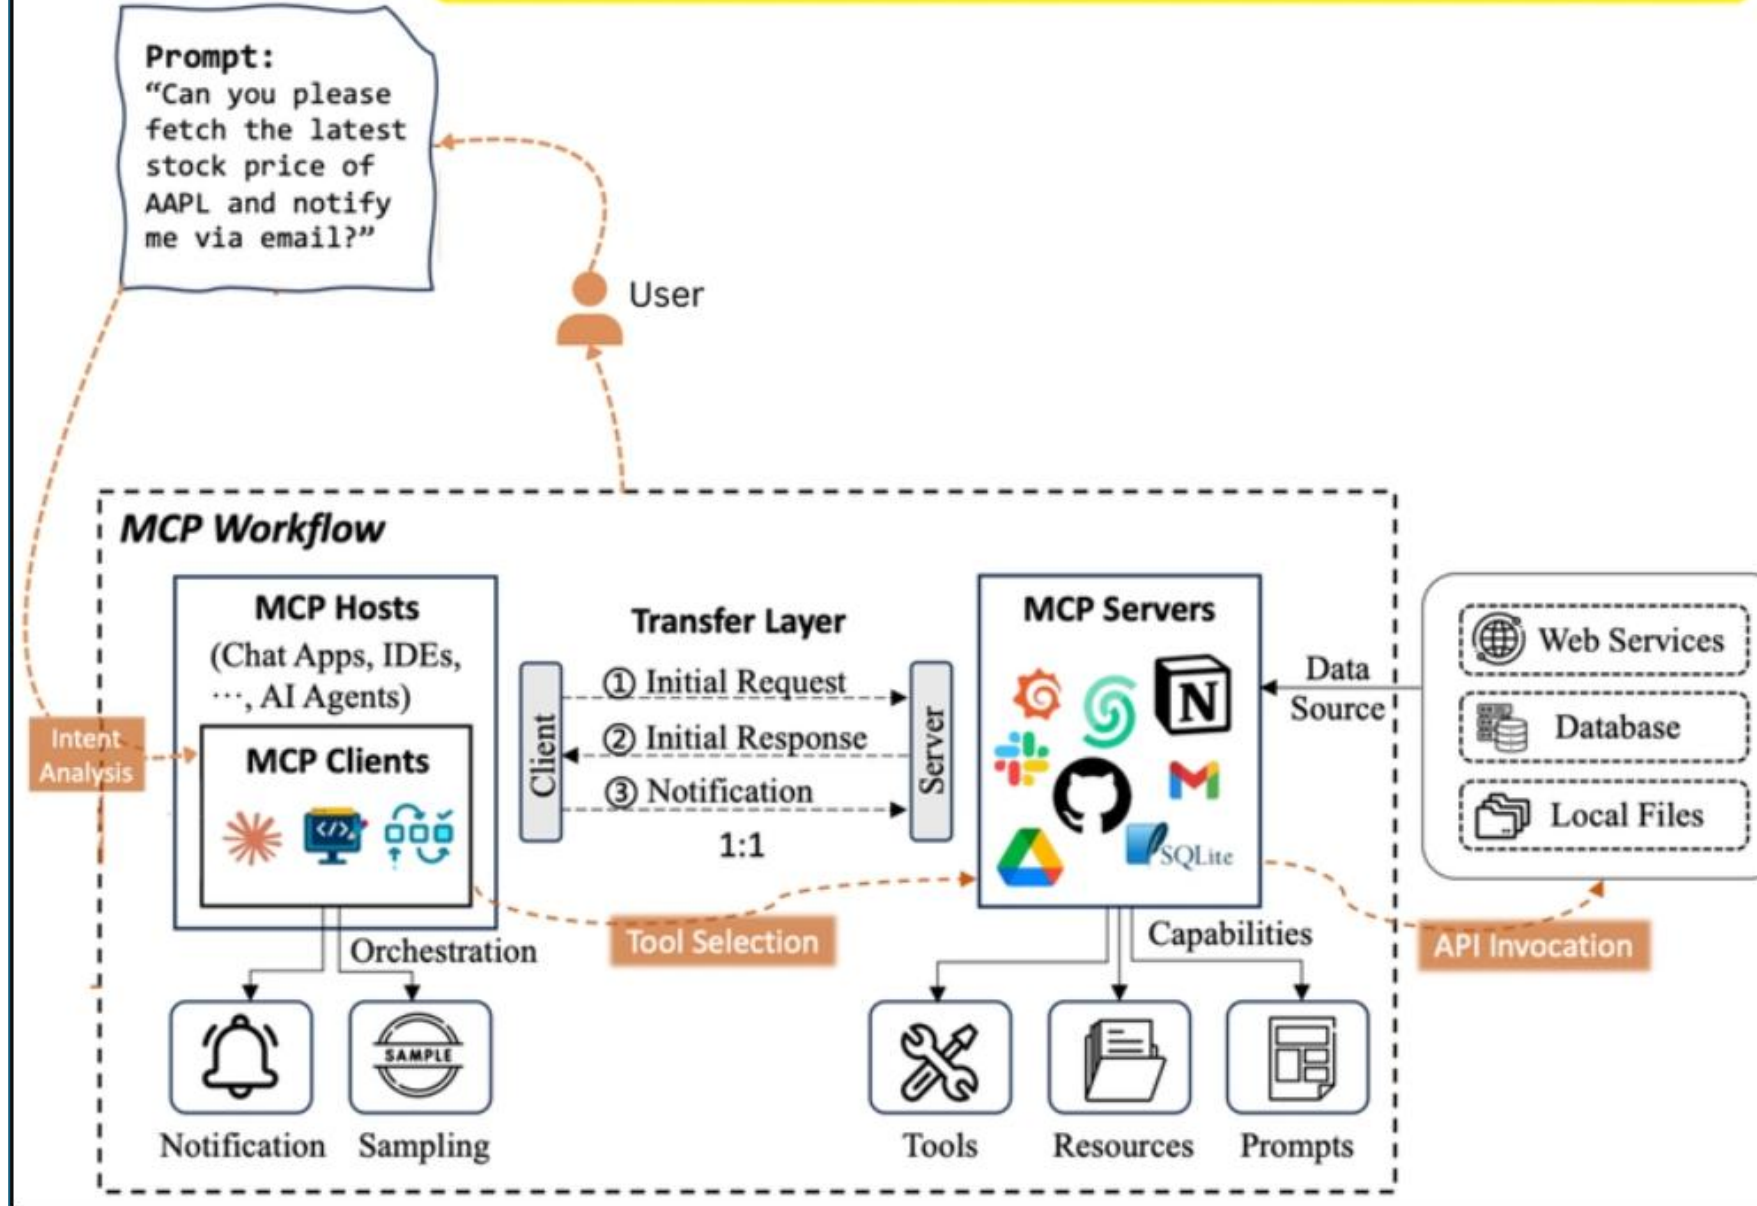 Prompt:
“Can you please
fetch the latest
stock price of
AAPL and notify
me via email?”
User
MCP Workflow
MCP Hosts
(Chat Apps, IDEs,
…, AI Agents)
Intent
Analysis
MCP Clients
</>
Transfer Layer
Client
① Initial Request
② Initial Response
③ Notification
1:1
Server
MCP Servers
N
SQLite
Data
Source
Web Services
Database
Local Files
Orchestration
Tool Selection
Capabilities
API Invocation
SAMPLE
Notification
Sampling
Tools
Resources
Prompts